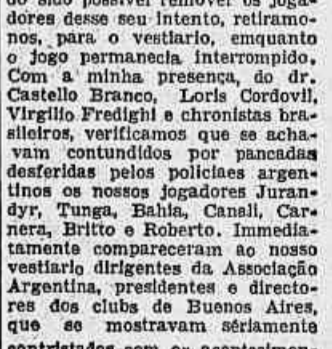 do sido possivel remover os joga-
dores desse seu intento, retiramo-
nos, para o vestiario, emquanto
o jogo permanecia interrompido.
Com a minha presença, do dr.
Castello Branco, Loris Cordovil,
Virgilio Fredighi e chronistas bra-
sileiros, verificamos que se acha-
vam contundidos por pancadas
desferidas pelos policiaes argen-
tinos os nossos jogadores Juran-
dyr, Tunga, Bahia, Canali, Car-
nera, Britto e Roberto. Immedia-
tamente compareceram ao nosso
vestiario dirigentes da Associação
Argentina, presidentes e directo-
res dos clubs de Buenos Aires,
que se mostravam sériamente
contristados com os acontecimen-